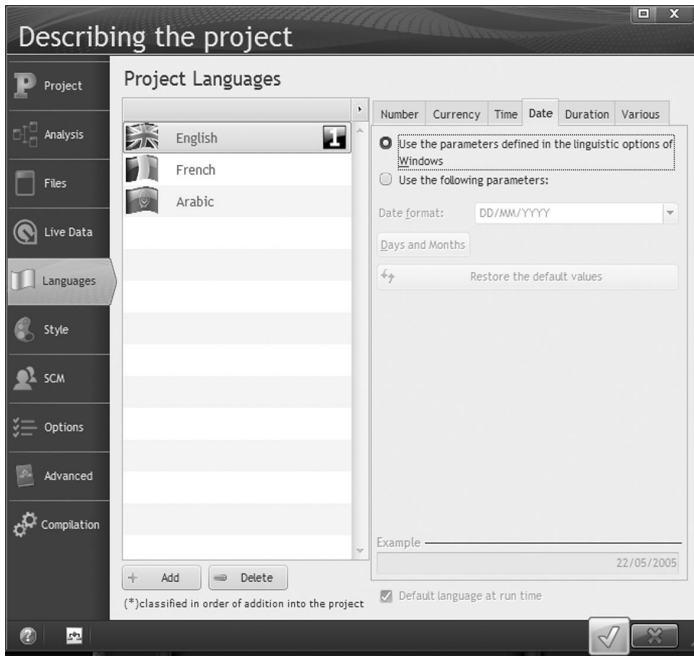 Describing the project
X
Project
Analysis
Files
Live Data
Languages
Style
SCM
Options
Advanced
Compilation
Project Languages
English
1
French
Arabic
+ Add
Delete
(*)classified in order of addition into the project
Number Currency Time Date Duration Various
Use the parameters defined in the linguistic options of
Windows
Use the following parameters:
Date format: DD/MM/YYYY
Days and Months
Restore the default values
Example
22/05/2005
Default language at run time
?